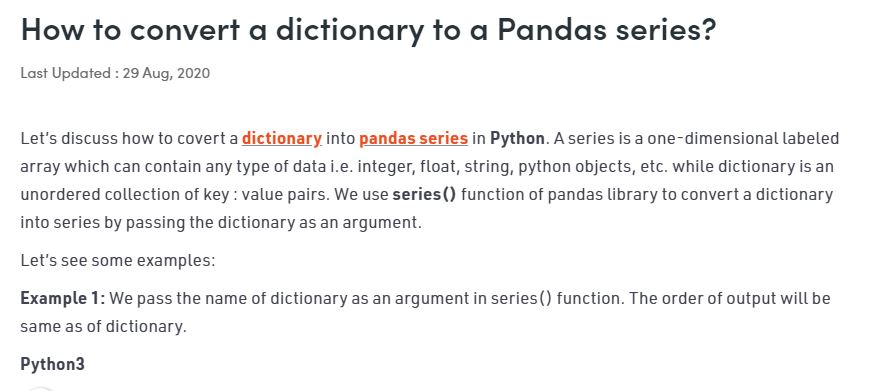 How to convert a dictionary to a Pandas series?
Last Updated : 29 Aug, 2020
Let's discuss how to covert a dictionary into pandas series in Python. A series is a one-dimensional labeled
array which can contain any type of data i.e. integer, float, string, python objects, etc. while dictionary is an
unordered collection of key : value pairs. We use series() function of pandas library to convert a dictionary
into series by passing the dictionary as an argument.
Let's see some examples:
Example 1: We pass the name of dictionary as an argument in series() function. The order of output will be
same as of dictionary.
Python3